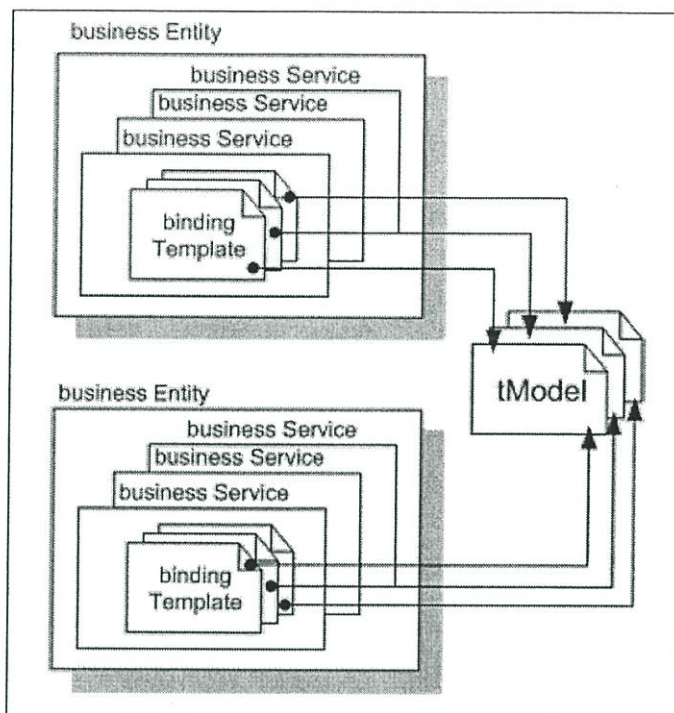 business Entity
business Service
business Service
business Service
binding
Template
tModel
business Entity
business Service
business Service
business Service
binding
Template